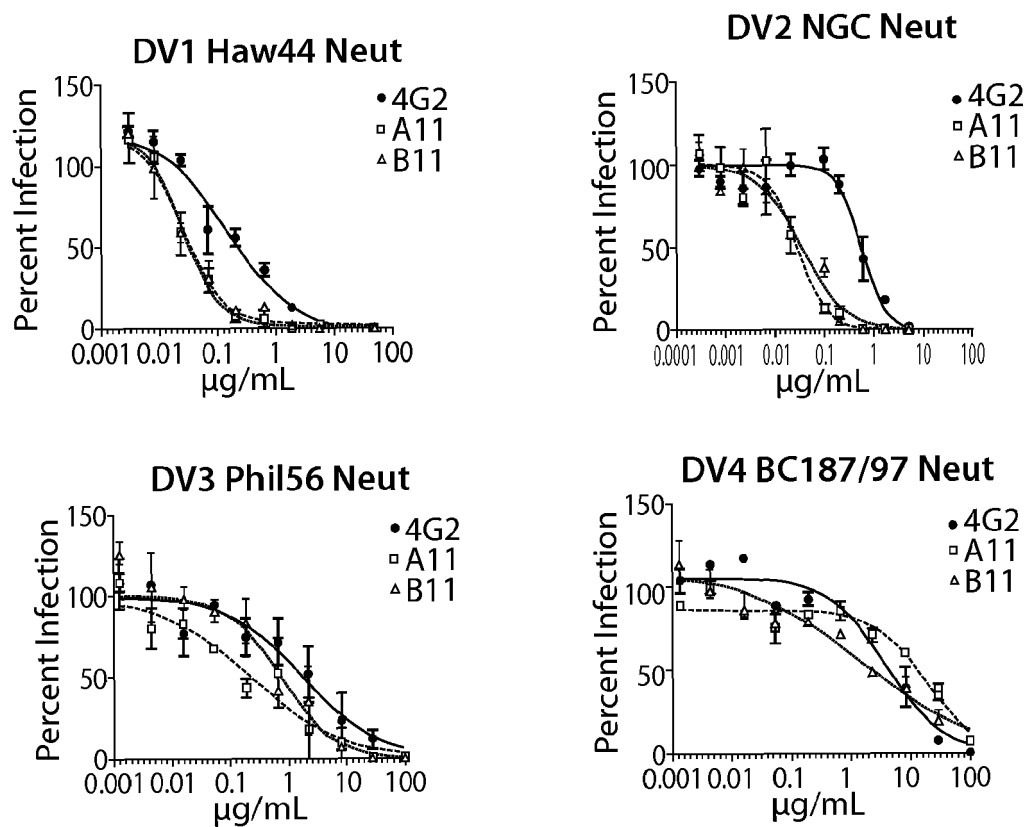 DV1 Haw44 Neut
Percent Infection
150
100
50
0
0.001 0.01 0.1 1 10 100
µg/mL
4G2
A11
B11
DV2 NGC Neut
Percent Infection
150
100
50
0
0.0001 0.001 0.01 0.1 1 10 100
µg/mL
4G2
A11
B11
DV3 Phil56 Neut
Percent Infection
150
100
50
0
0.001 0.01 0.1 1 10 100
µg/mL
4G2
A11
B11
DV4 BC187/97 Neut
Percent Infection
150
100
50
0
0.001 0.01 0.1 1 10 100
µg/mL
4G2
A11
B11